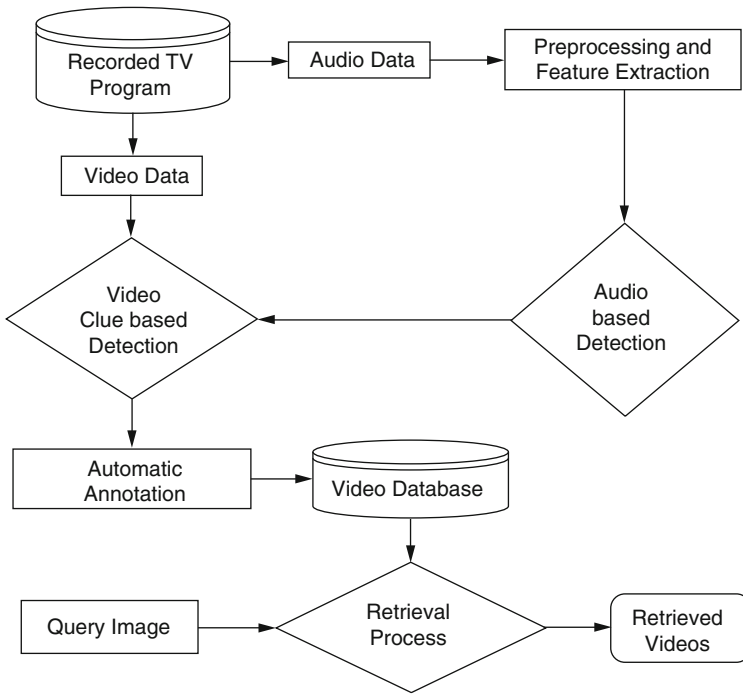 Recorded TV
Program
Audio Data
Preprocessing and
Feature Extraction
Video Data
Video
Clue based
Detection
Audio
based
Detection
Automatic
Annotation
Video Database
Query Image
Retrieval
Process
Retrieved
Videos